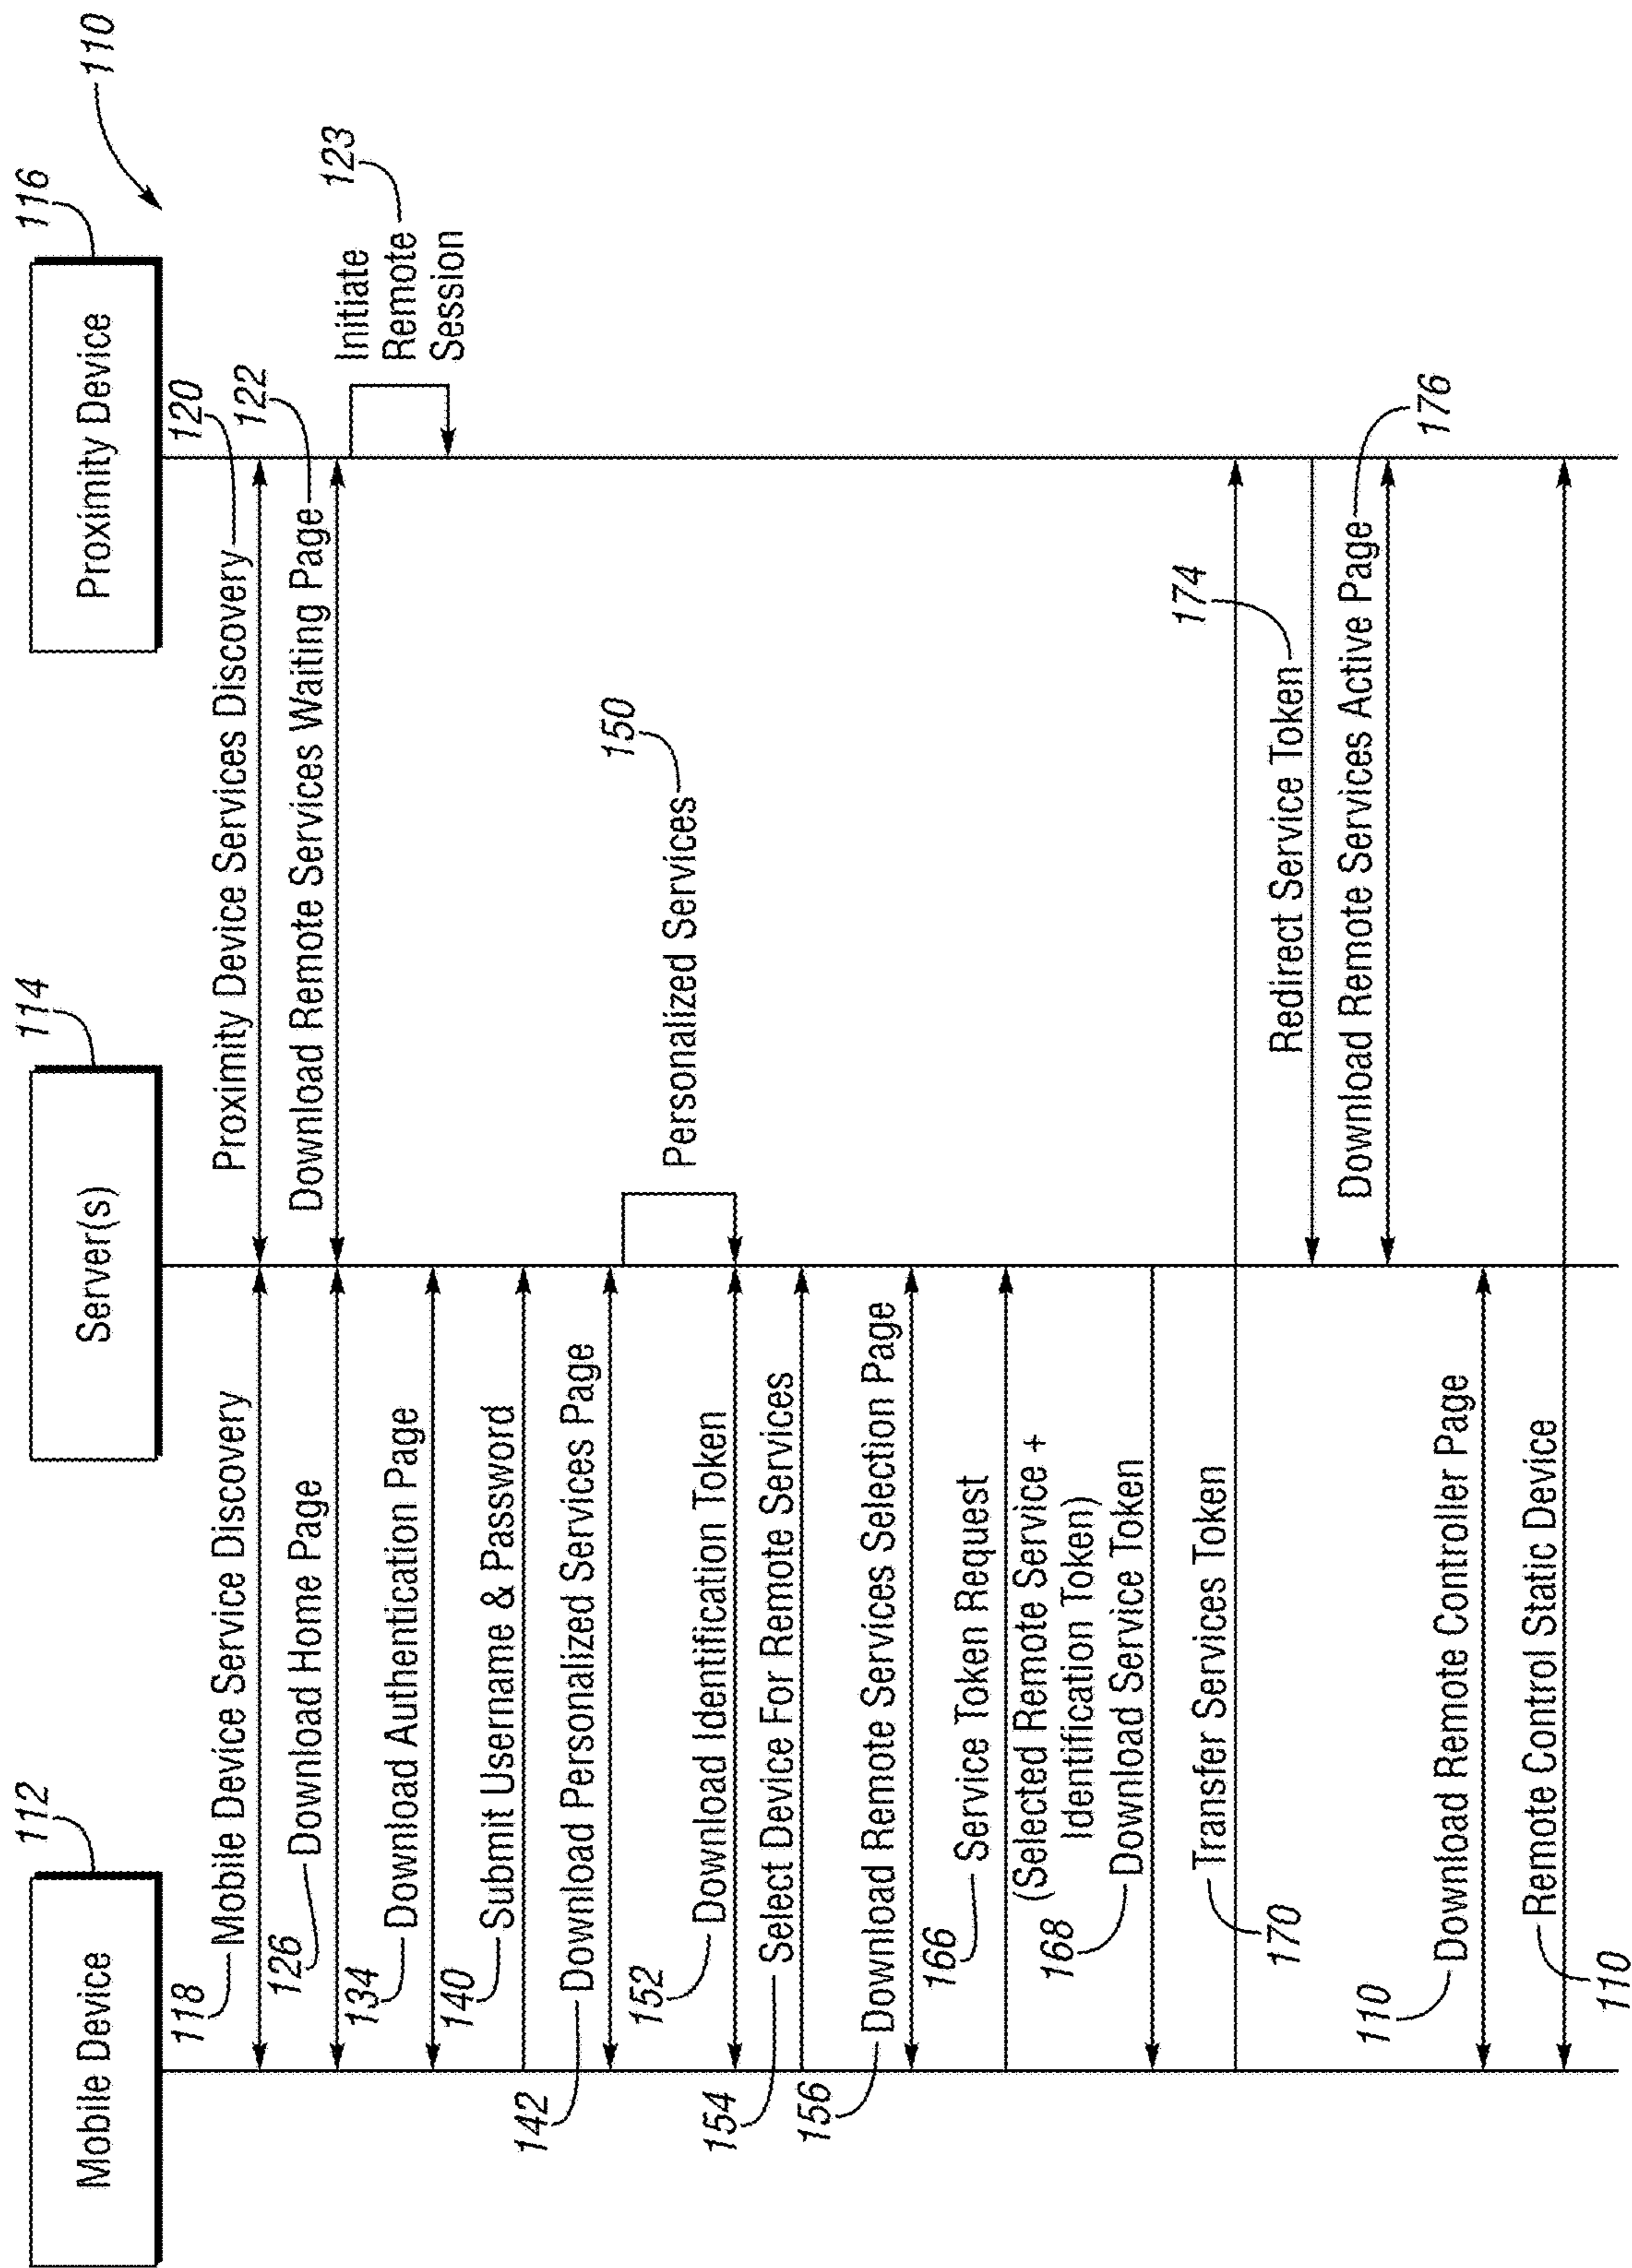 110
112
Mobile Device
114
Server(s)
116
Proximity Device
118
Mobile Device Service Discovery
Proximity Device Services Discovery
120
126
Download Home Page
Download Remote Services Waiting Page
122
Initiate
Remote
Session
123
134
Download Authentication Page
140
Submit Username & Password
142
Download Personalized Services Page
Personalized Services
150
152
Download Identification Token
154
Select Device For Remote Services
156
Download Remote Services Selection Page
166
Service Token Request
(Selected Remote Service +
Identification Token)
168
Download Service Token
Transfer Services Token
170
174
Redirect Service Token
Download Remote Services Active Page
176
110
Download Remote Controller Page
Remote Control Static Device
110